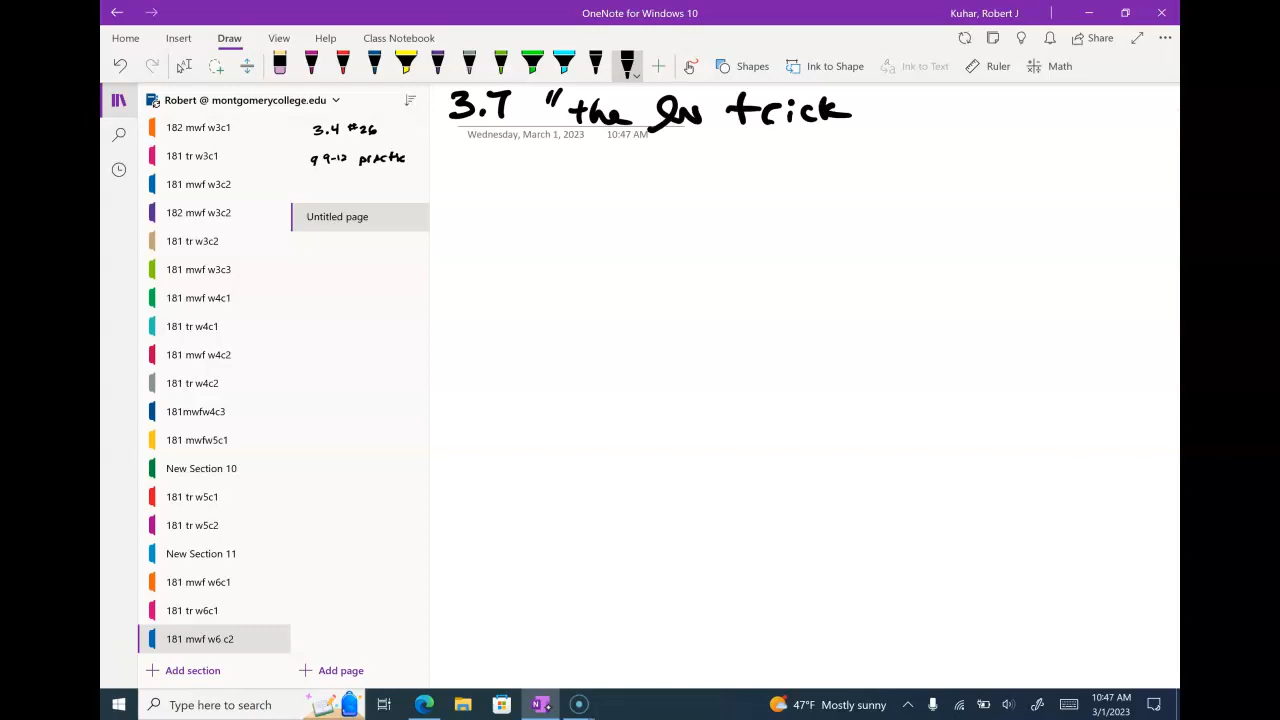 OneNote for Windows 10
Kuhar, Robert J
Home Insert Draw View Help Class Notebook
Share
Shapes Ink to Shape Ink to Text Ruler Math
Robert @ montgomerycollege.edu
182 mwf w3c1
181 tr w3c1
181 mwf w3c2
182 mwf w3c2
181 tr w3c2
181 mwf w3c3
181 mwf w4c1
181 tr w4c1
181 mwf w4c2
181 tr w4c2
181mwfw4c3
181 mwfw5c1
New Section 10
181 tr w5c1
181 tr w5c2
New Section 11
181 mwf w6c1
181 tr w6c1
181 mwf w6 c2
Add section
3.4 #26
9 9-12 practic
Untitled page
Add page
3.7 "the ln trick
Wednesday, March 1, 2023 10:47 AM
Type here to search
47°F Mostly sunny
10:47 AM
3/1/2023